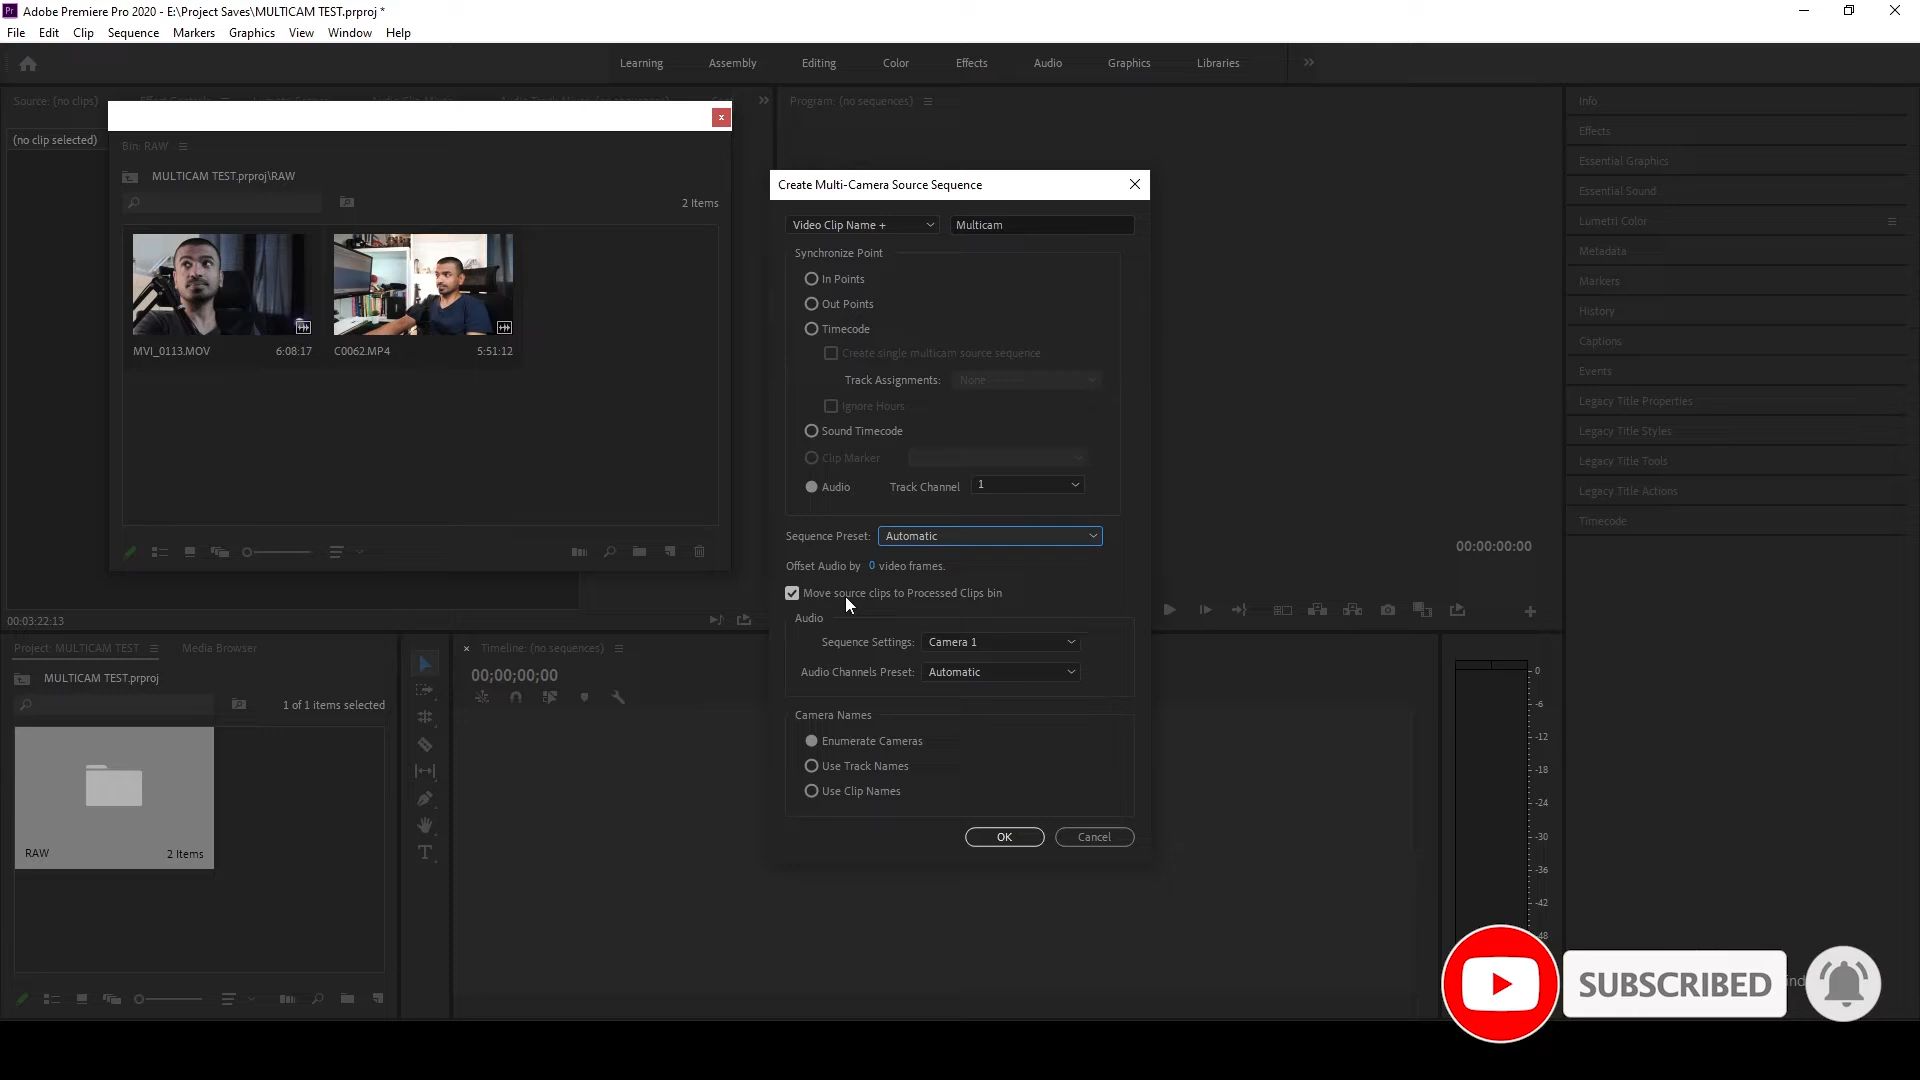 Adobe Premiere Pro 2020 - E:\Project Saves\MULTICAM TEST.prproj *
File Edit Clip Sequence Markers Graphics View Window Help
Learning Assembly Editing Color Effects Audio Graphics Libraries
Source: (no clips)
Program: (no sequences)
(no clip selected)
Bin: RAW
MULTICAM TEST.prproj\RAW
2 Items
MVI_0113.MOV 6:08:17
C0062.MP4 5:51:12
Create Multi-Camera Source Sequence
Video Clip Name + Multicam
Synchronize Point
In Points
Out Points
Timecode
Create single multicam source sequence
Track Assignments: None
Ignore Hours
Sound Timecode
Clip Marker
Audio Track Channel 1
Sequence Preset: Automatic
Offset Audio by 0 video frames.
Move source clips to Processed Clips bin
Audio
Sequence Settings: Camera 1
Audio Channels Preset: Automatic
Camera Names
Enumerate Cameras
Use Track Names
Use Clip Names
OK Cancel
Info
Effects
Essential Graphics
Essential Sound
Lumetri Color
Metadata
Markers
History
Captions
Events
Legacy Title Properties
Legacy Title Styles
Legacy Title Tools
Legacy Title Actions
Timecode
00:00:00:00
00:03:22:13
Project: MULTICAM TEST Media Browser
MULTICAM TEST.prproj
1 of 1 items selected
RAW 2 Items
Timeline: (no sequences)
00;00;00;00
0
-6
-12
-18
-24
-30
-36
-42
-48
SUBSCRIBED